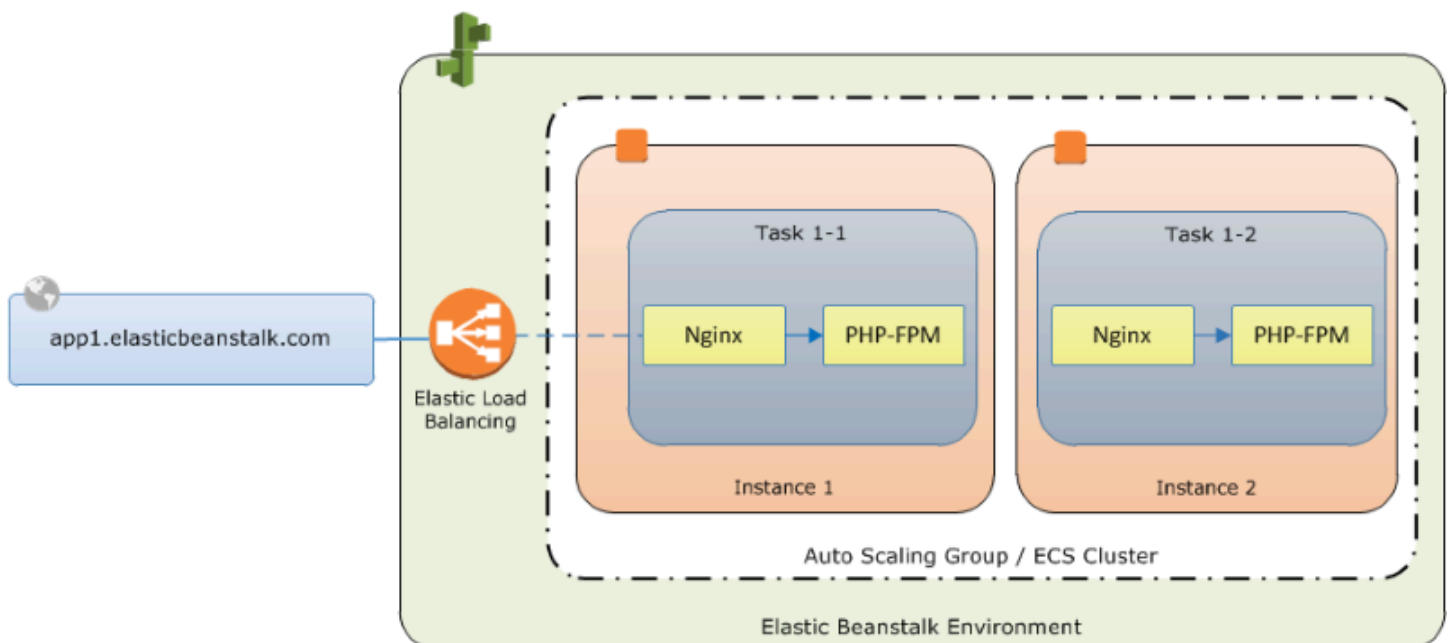 app1.elasticbeanstalk.com
Elastic Load
Balancing
Task 1-1
Nginx
PHP-FPM
Instance 1
Task 1-2
Nginx
PHP-FPM
Instance 2
Auto Scaling Group / ECS Cluster
Elastic Beanstalk Environment